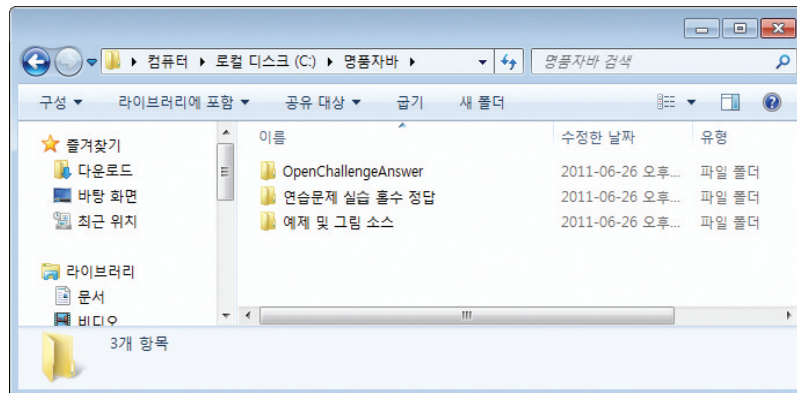 컴퓨터 ▶ 로컬 디스크 (C:) ▶ 명품자바 ▶
명품자바 검색
구성 ▼ 라이브러리에 포함 ▼ 공유 대상 ▼ 굽기 새 폴더
이름 수정한 날짜 유형
즐겨찾기
다운로드
바탕 화면
최근 위치
라이브러리
문서
비디오
OpenChallengeAnswer 2011-06-26 오후... 파일 폴더
연습문제 실습 홀수 정답 2011-06-26 오후... 파일 폴더
예제 및 그림 소스 2011-06-26 오후... 파일 폴더
3개 항목